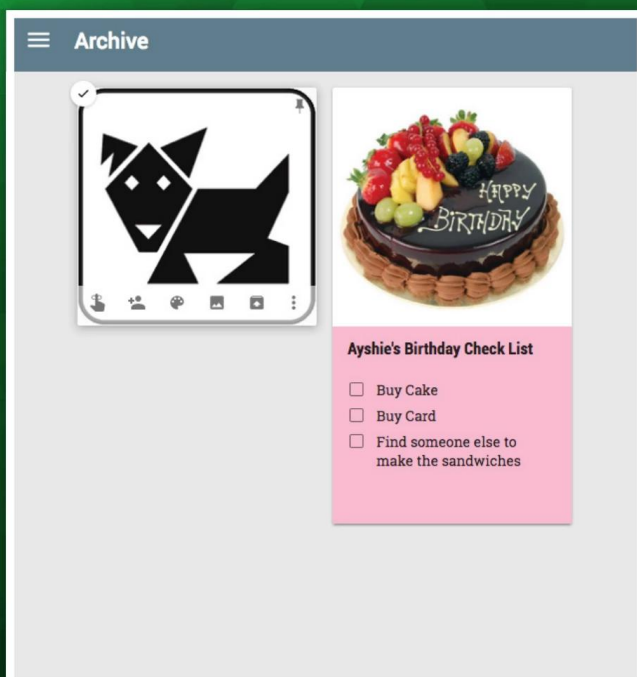 Archive
HAPPY
BIRTHDAY
Ayshie's Birthday Check List
Buy Cake
Buy Card
Find someone else to
make the sandwiches